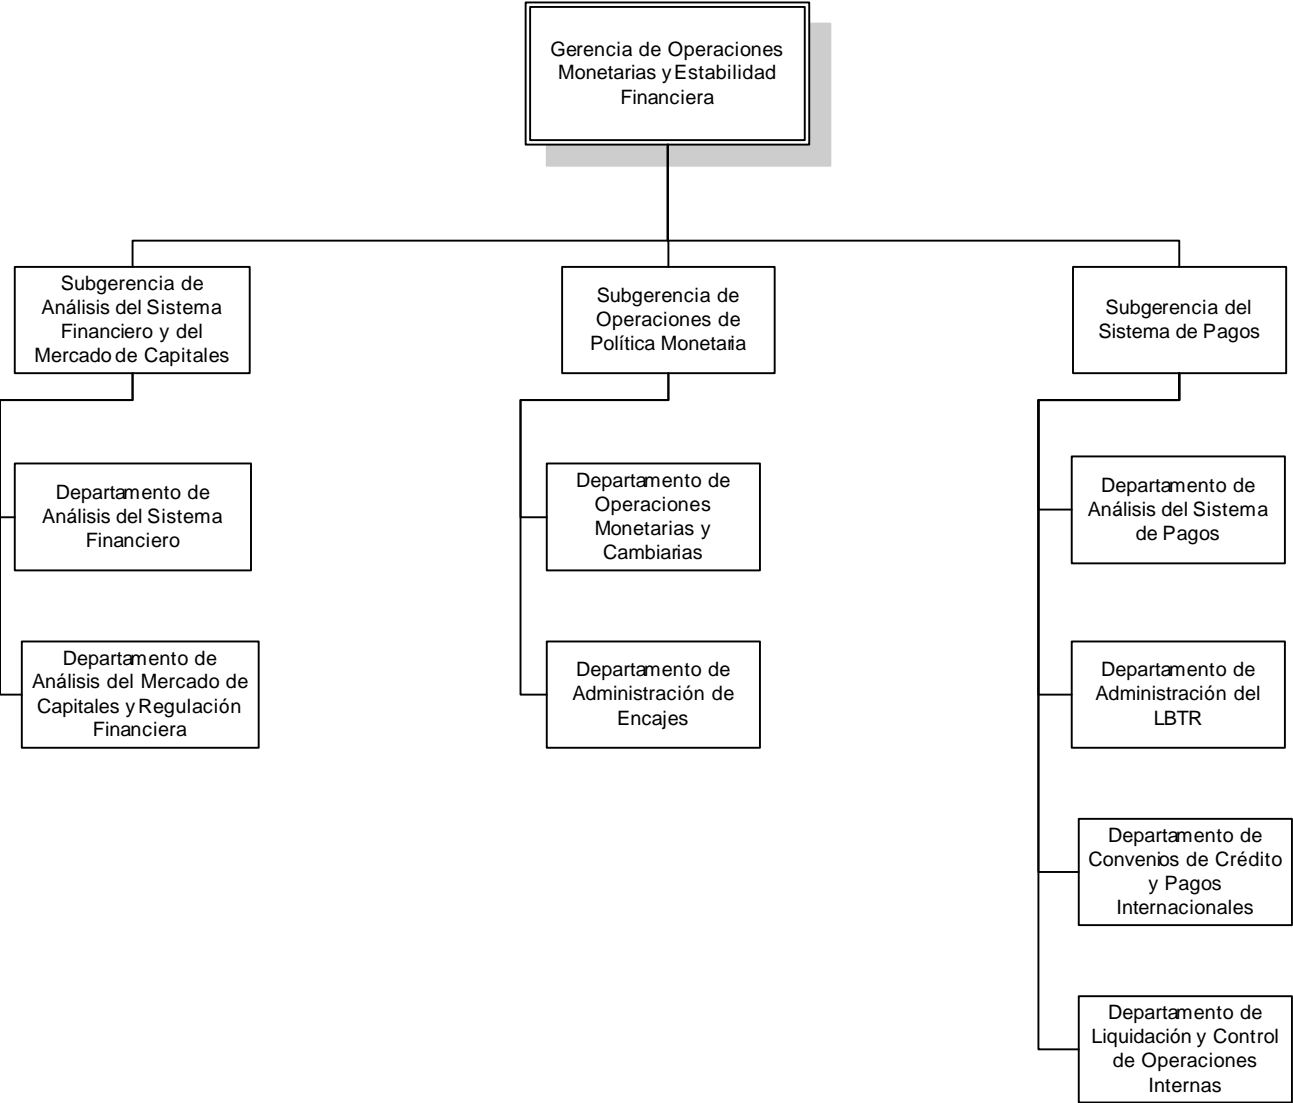 Gerencia de Operaciones
Monetarias y Estabilidad
Financiera
Subgerencia de
Análisis del Sistema
Financiero y del
Mercado de Capitales
Subgerencia de
Operaciones de
Política Monetaria
Subgerencia del
Sistema de Pagos
Departamento de
Análisis del Sistema
Financiero
Departamento de
Operaciones
Monetarias y
Cambiarias
Departamento de
Análisis del Sistema
de Pagos
Departamento de
Análisis del Mercado de
Capitales y Regulación
Financiera
Departamento de
Administración de
Encajes
Departamento de
Administración del
LBTR
Departamento de
Convenios de Crédito
y Pagos
Internacionales
Departamento de
Liquidación y Control
de Operaciones
Internas